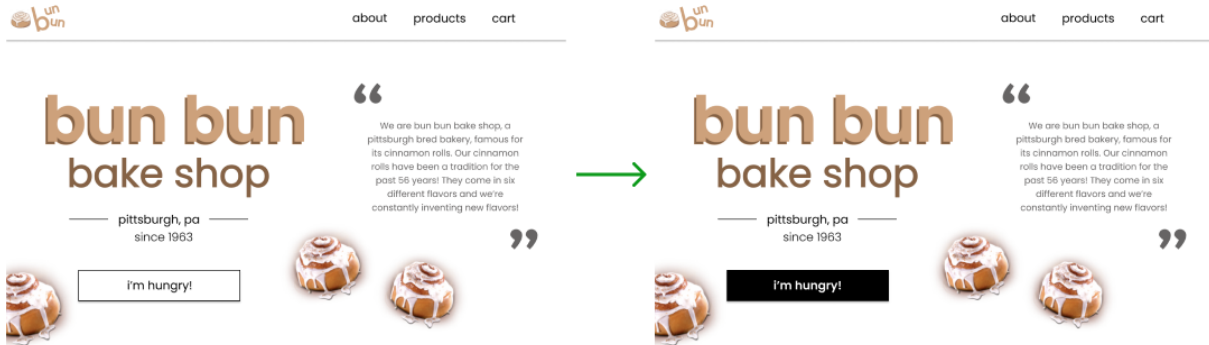 bun
bun
about products cart
bun bun
bake shop
pittsburgh, pa
since 1963
i'm hungry!
“
We are bun bun bake shop, a
pittsburgh bred bakery, famous for
its cinnamon rolls. Our cinnamon
rolls have been a tradition for the
past 56 years! They come in six
different flavors and we're
constantly inventing new flavors!
”
bun
bun
about products cart
bun bun
bake shop
pittsburgh, pa
since 1963
i'm hungry!
“
We are bun bun bake shop, a
pittsburgh bred bakery, famous for
its cinnamon rolls. Our cinnamon
rolls have been a tradition for the
past 56 years! They come in six
different flavors and we're
constantly inventing new flavors!
”